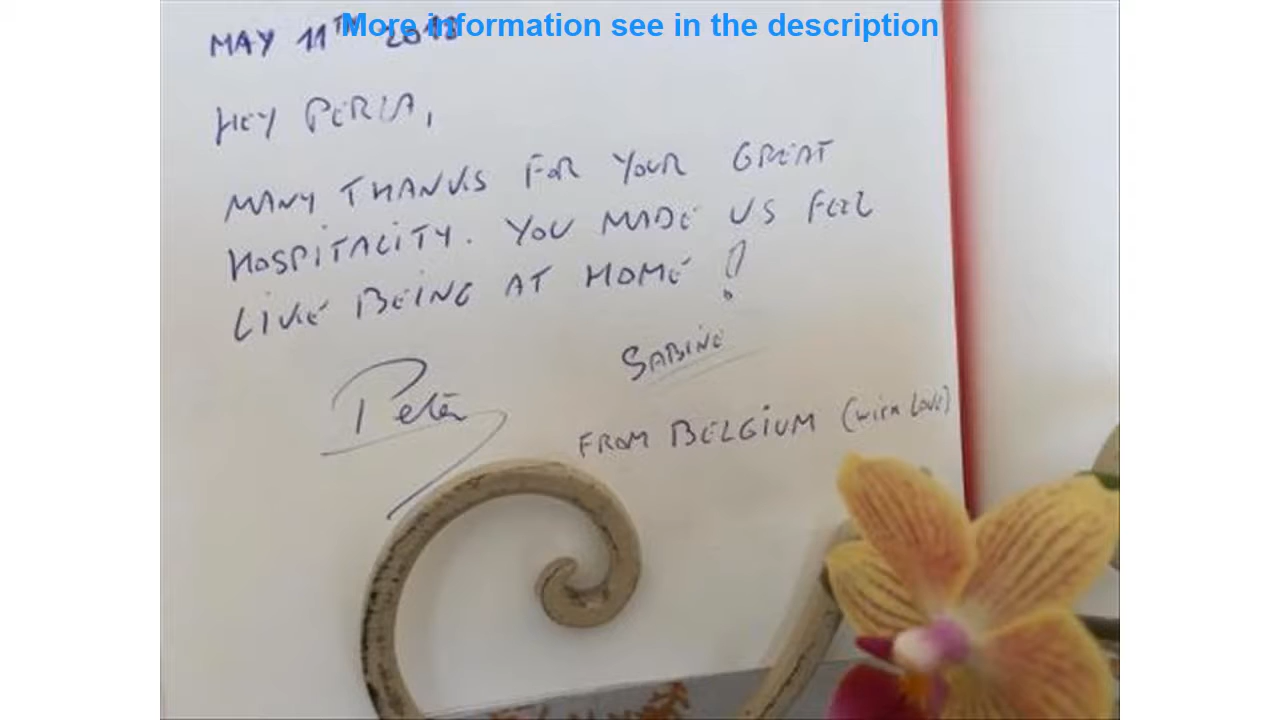 More information see in the description
MAY 11TH
HEY PERLA,
MANY THANKS FOR YOUR GREAT
HOSPITALITY. YOU MADE US FEEL
LIKE BEING AT HOME !
SABINE
Peter
FROM BELGIUM (WITH LOVE)